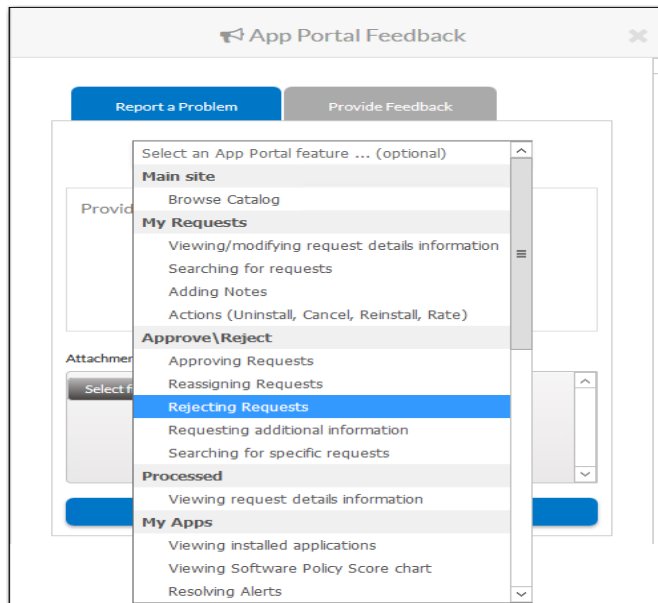 App Portal Feedback
Report a Problem
Provide Feedback
Select an App Portal feature ... (optional)
Main site
Browse Catalog
Provid
My Requests
Viewing/modifying request details information
Searching for requests
Adding Notes
Actions (Uninstall, Cancel, Reinstall, Rate)
Approve\Reject
Attachmer
Approving Requests
Reassigning Requests
Select f
Rejecting Requests
Requesting additional information
Searching for specific requests
Processed
Viewing request details information
My Apps
Viewing installed applications
Viewing Software Policy Score chart
Resolving Alerts